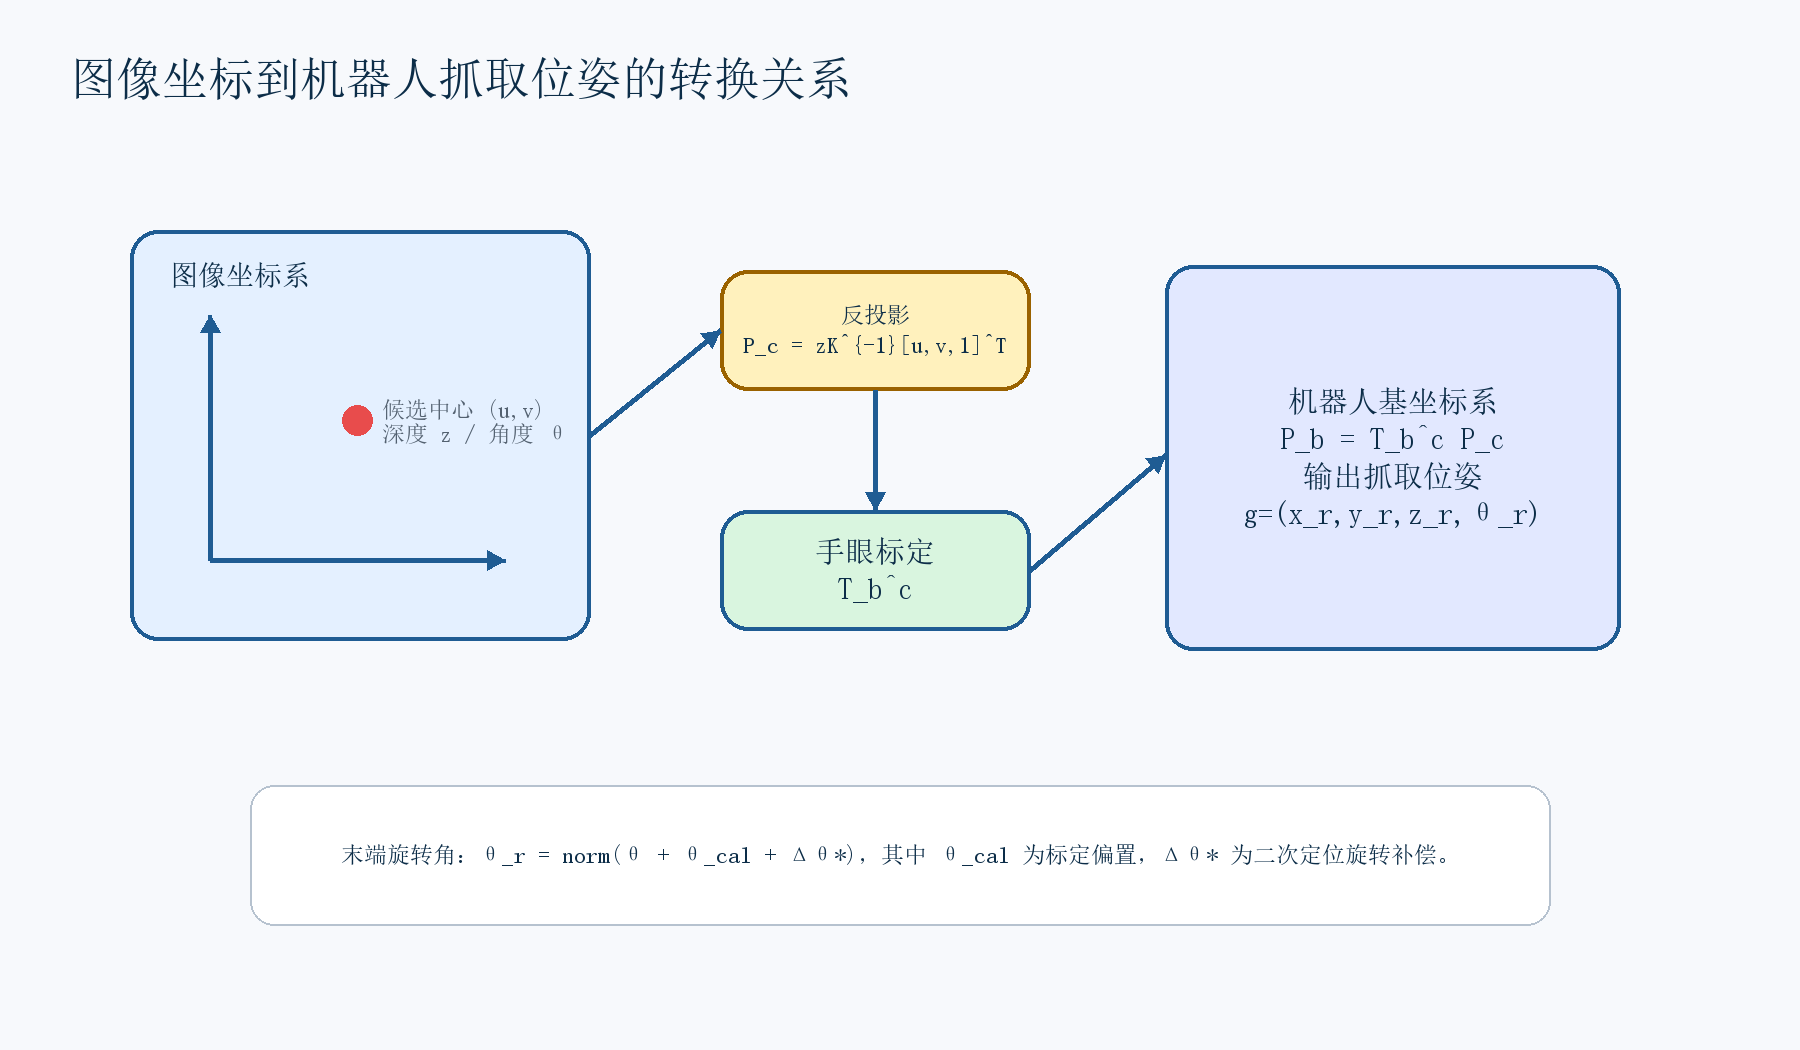 图像坐标到机器人抓取位姿的转换关系
图像坐标系
候选中心 (u,v)
深度 z / 角度 θ
反投影
P_c = zK^{-1}[u,v,1]^T
手眼标定
T_b^c
机器人基坐标系
P_b = T_b^c P_c
输出抓取位姿
g=(x_r,y_r,z_r,θ_r)
末端旋转角：θ_r = norm(θ + θ_cal + Δθ*)，其中 θ_cal 为标定偏置，Δθ* 为二次定位旋转补偿。